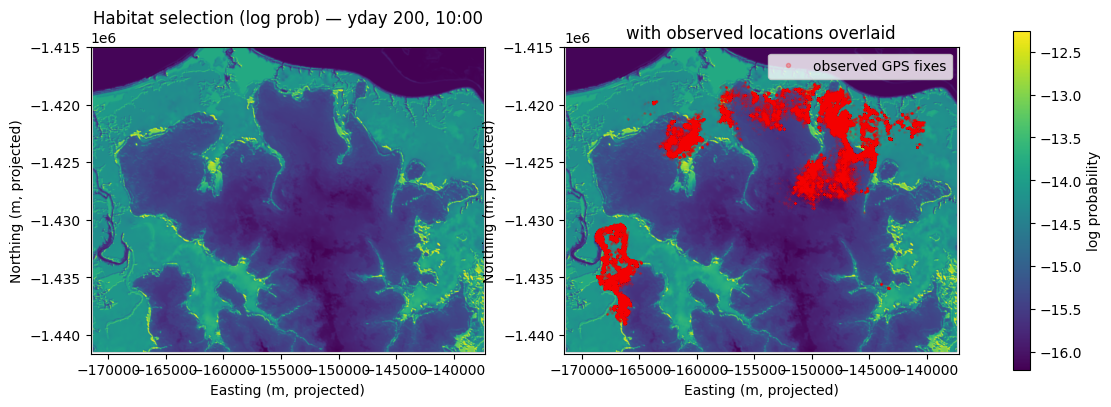 Habitat selection (log prob) — yday 200, 10:00
with observed locations overlaid
1e6
1e6
observed GPS fixes
−1.415
−1.420
−1.425
−1.430
−1.435
−1.440
−1.415
−1.420
−1.425
−1.430
−1.435
−1.440
−12.5
−13.0
−13.5
−14.0
−14.5
−15.0
−15.5
−16.0
Northing (m, projected)
Northing (m, projected)
log probability
−170000 −165000 −160000 −155000 −150000 −145000 −140000
−170000 −165000 −160000 −155000 −150000 −145000 −140000
Easting (m, projected)
Easting (m, projected)